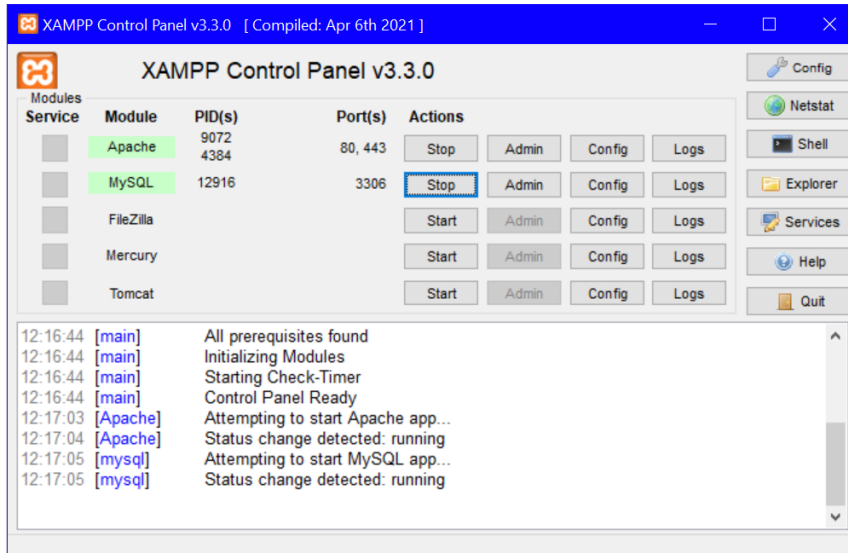 XAMPP Control Panel v3.3.0 [ Compiled: Apr 6th 2021 ]
XAMPP Control Panel v3.3.0
Config
Modules
Service Module PID(s) Port(s) Actions
Netstat
Apache 9072 4384 80, 443 Stop Admin Config Logs
Shell
MySQL 12916 3306 Stop Admin Config Logs
Explorer
FileZilla Start Admin Config Logs
Services
Mercury Start Admin Config Logs
Help
Tomcat Start Admin Config Logs
Quit
12:16:44 [main] All prerequisites found
12:16:44 [main] Initializing Modules
12:16:44 [main] Starting Check-Timer
12:16:44 [main] Control Panel Ready
12:17:03 [Apache] Attempting to start Apache app...
12:17:04 [Apache] Status change detected: running
12:17:05 [mysql] Attempting to start MySQL app...
12:17:05 [mysql] Status change detected: running